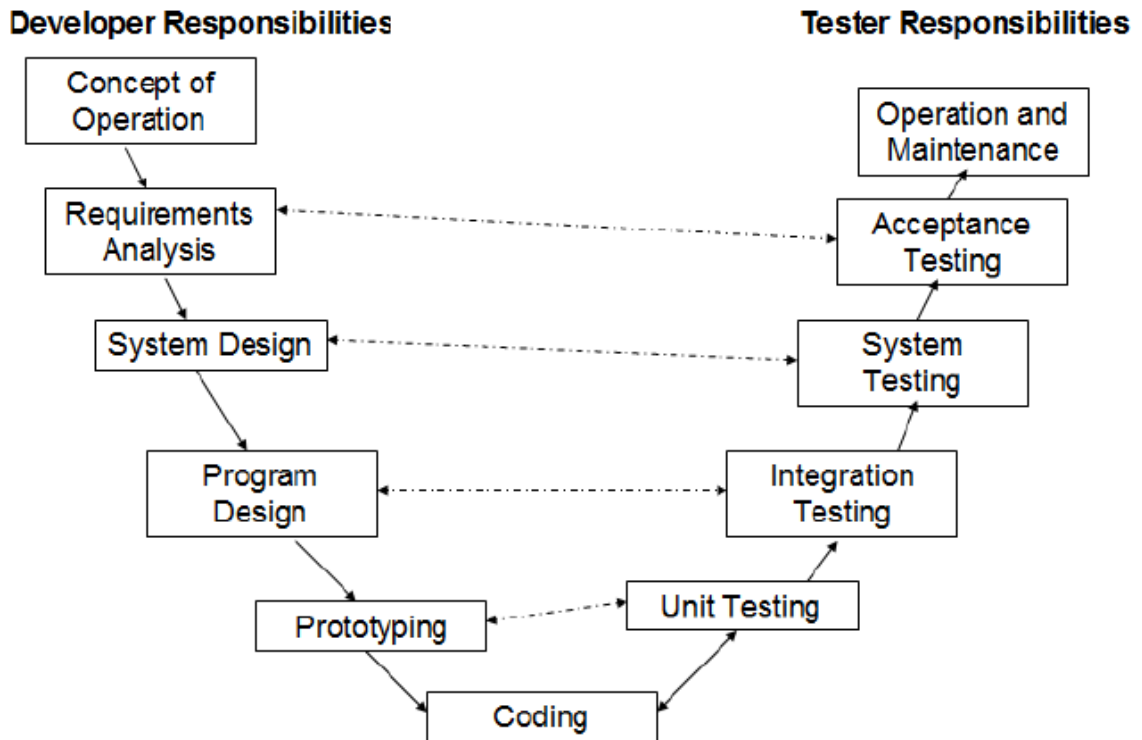 Developer Responsibilities
Tester Responsibilities
Concept of
Operation
Operation and
Maintenance
Requirements
Analysis
Acceptance
Testing
System Design
System
Testing
Program
Design
Integration
Testing
Prototyping
Unit Testing
Coding